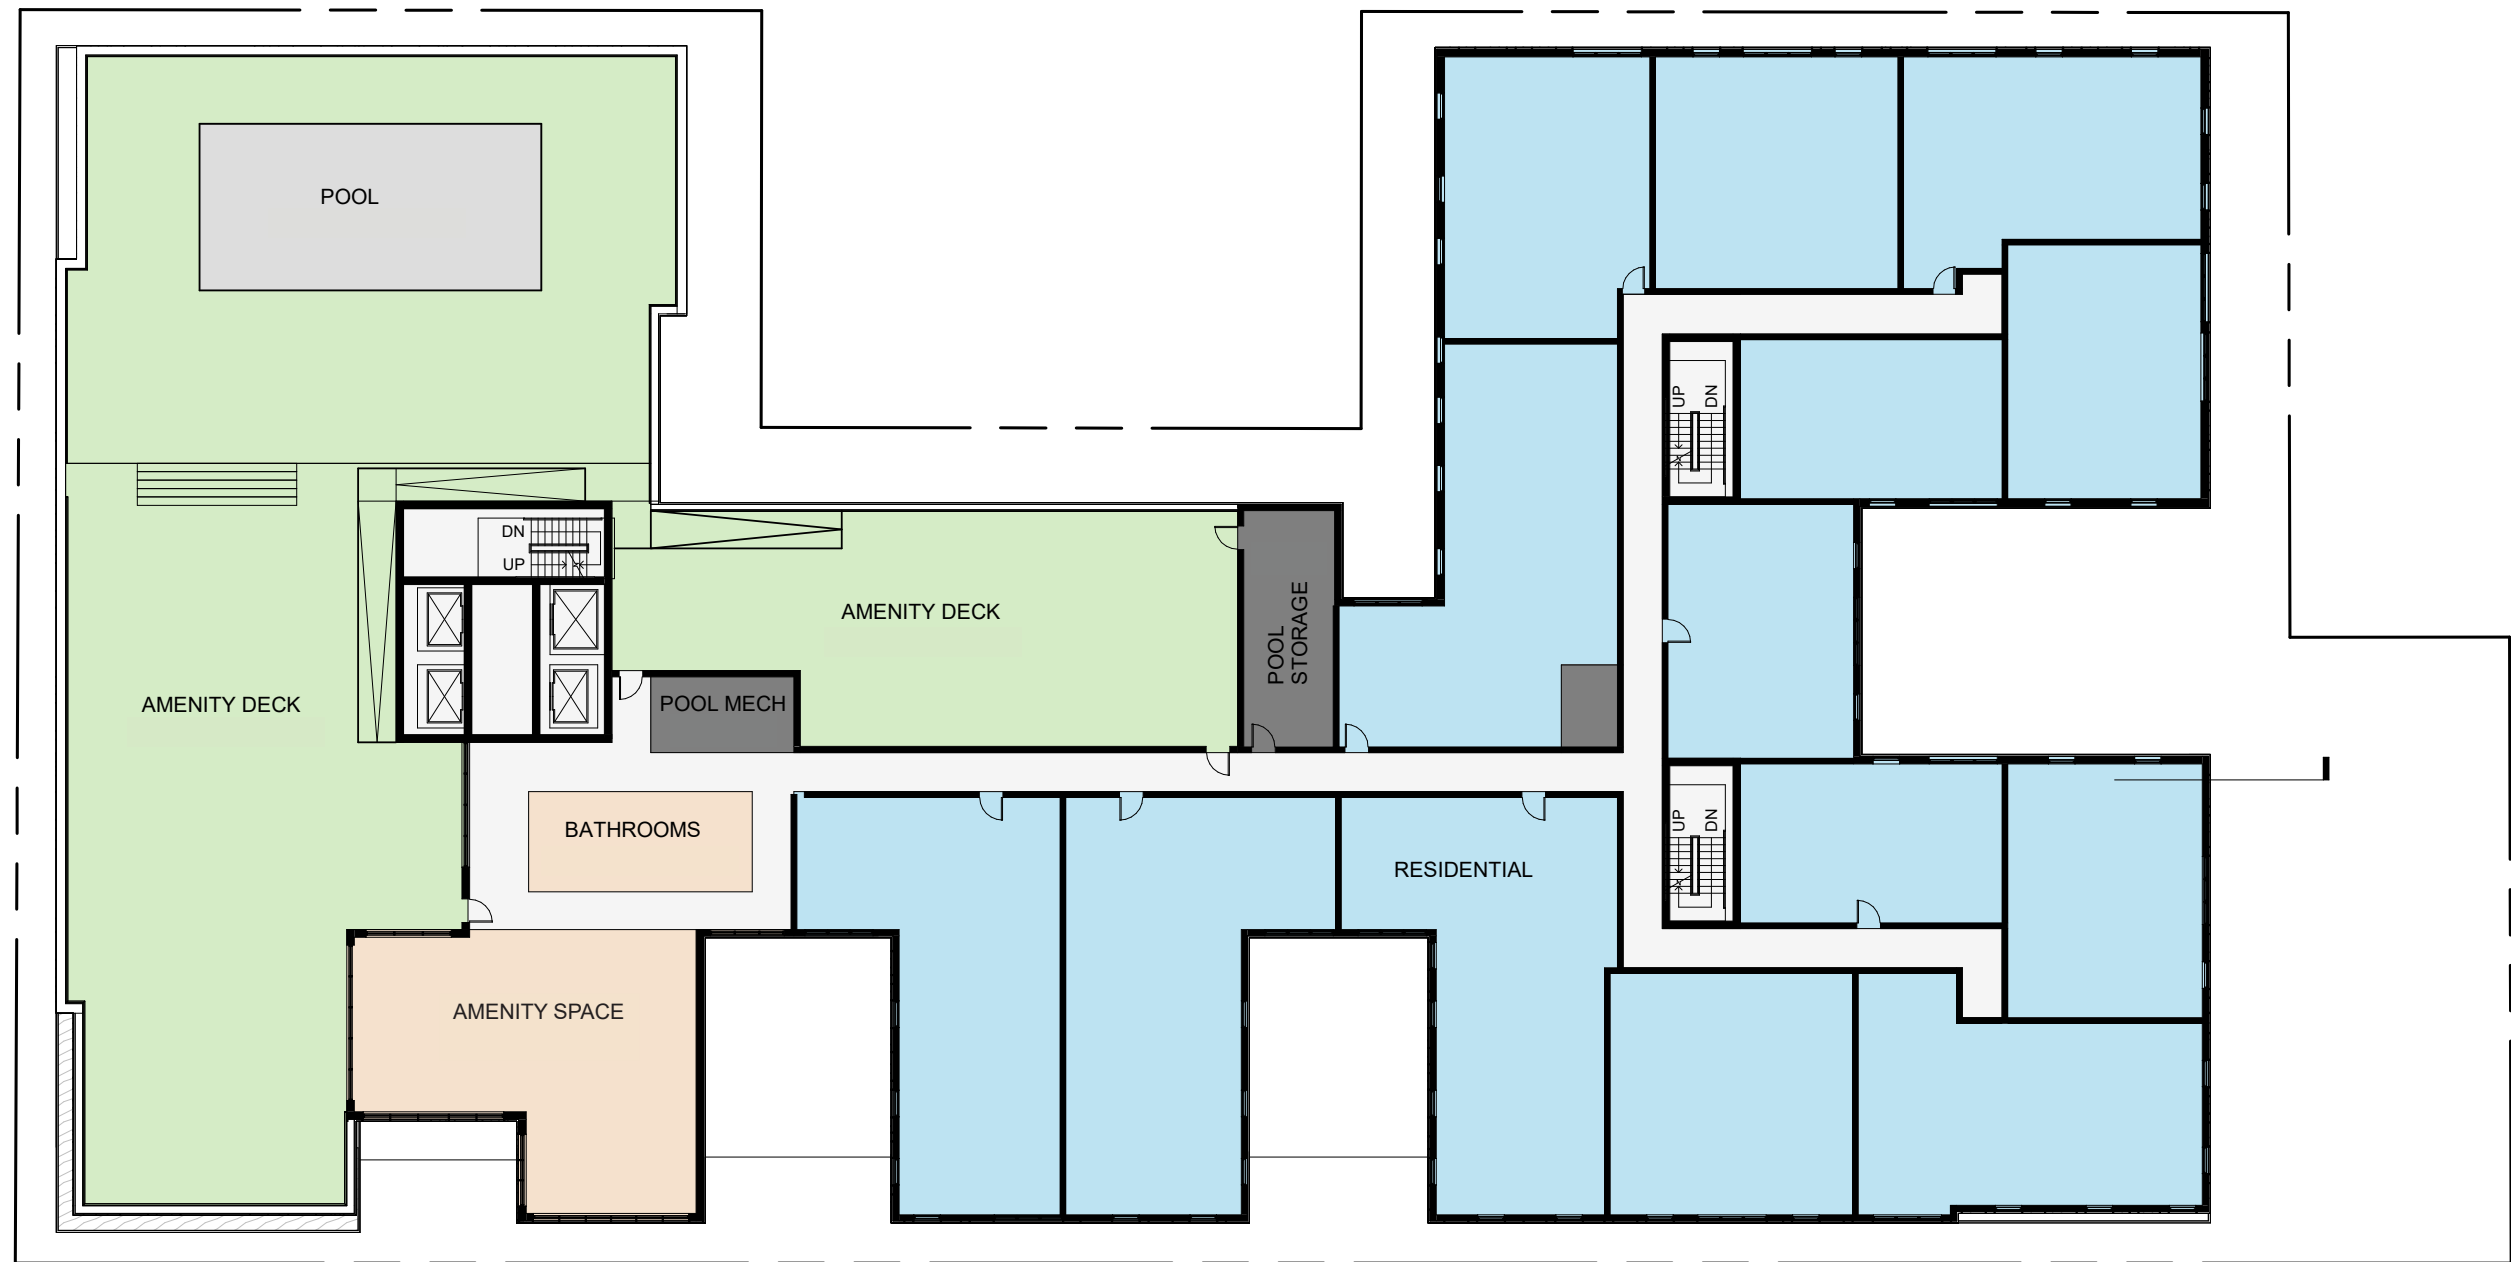 POOL
UP
DN
DN
UP
AMENITY DECK
POOL
STORAGE
AMENITY DECK
POOL MECH
BATHROOMS
UP
DN
RESIDENTIAL
AMENITY SPACE